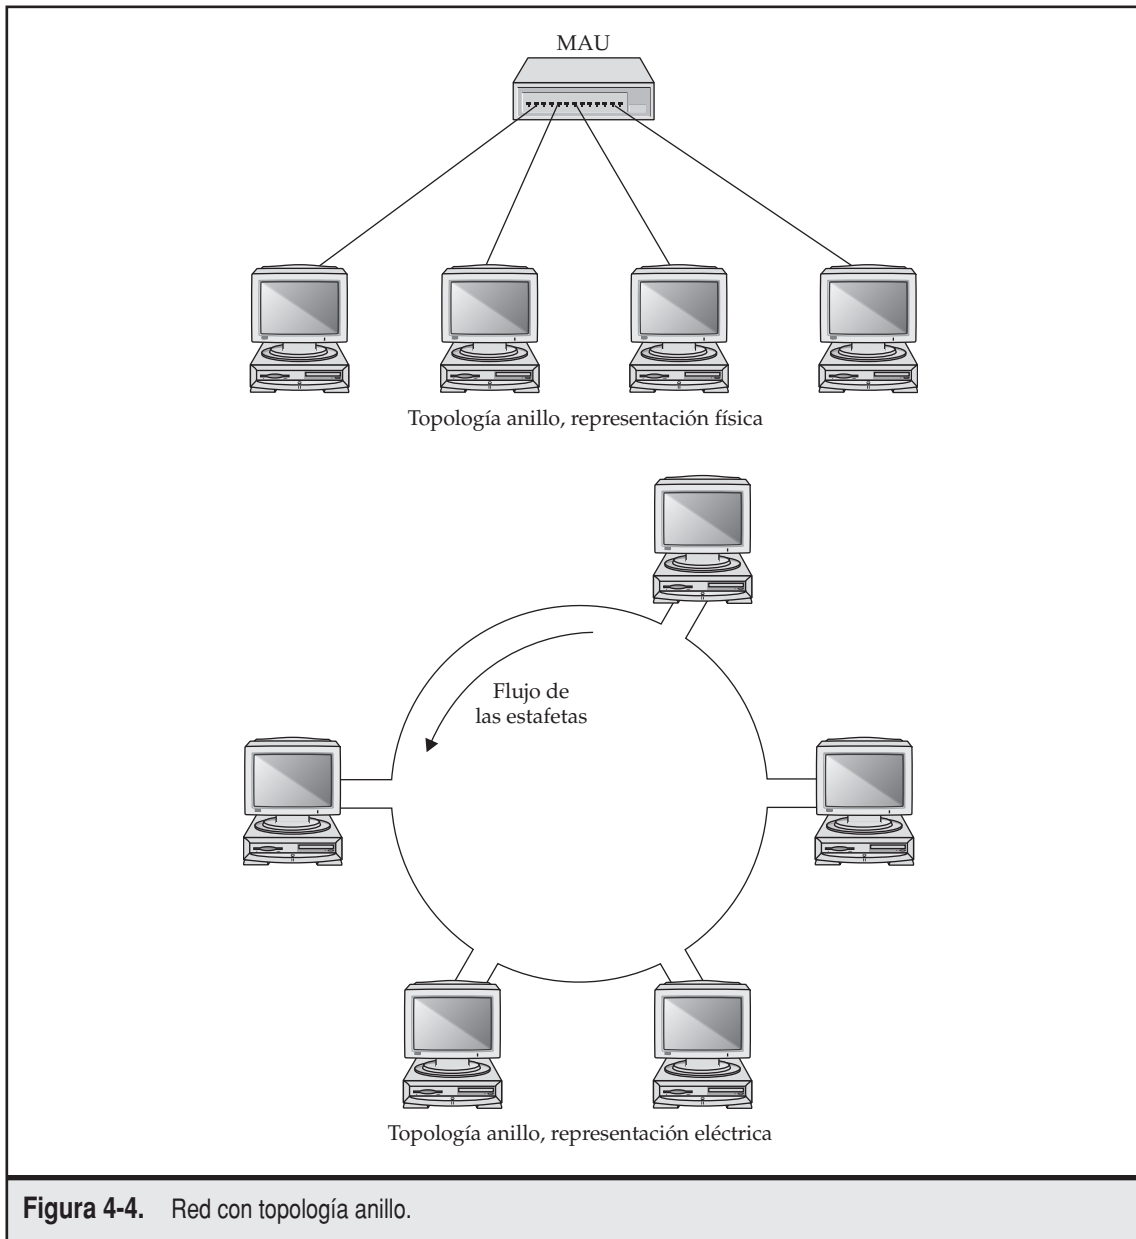 MAU
Topología anillo, representación física
Flujo de
las estafetas
Topología anillo, representación eléctrica
Figura 4-4. Red con topología anillo.